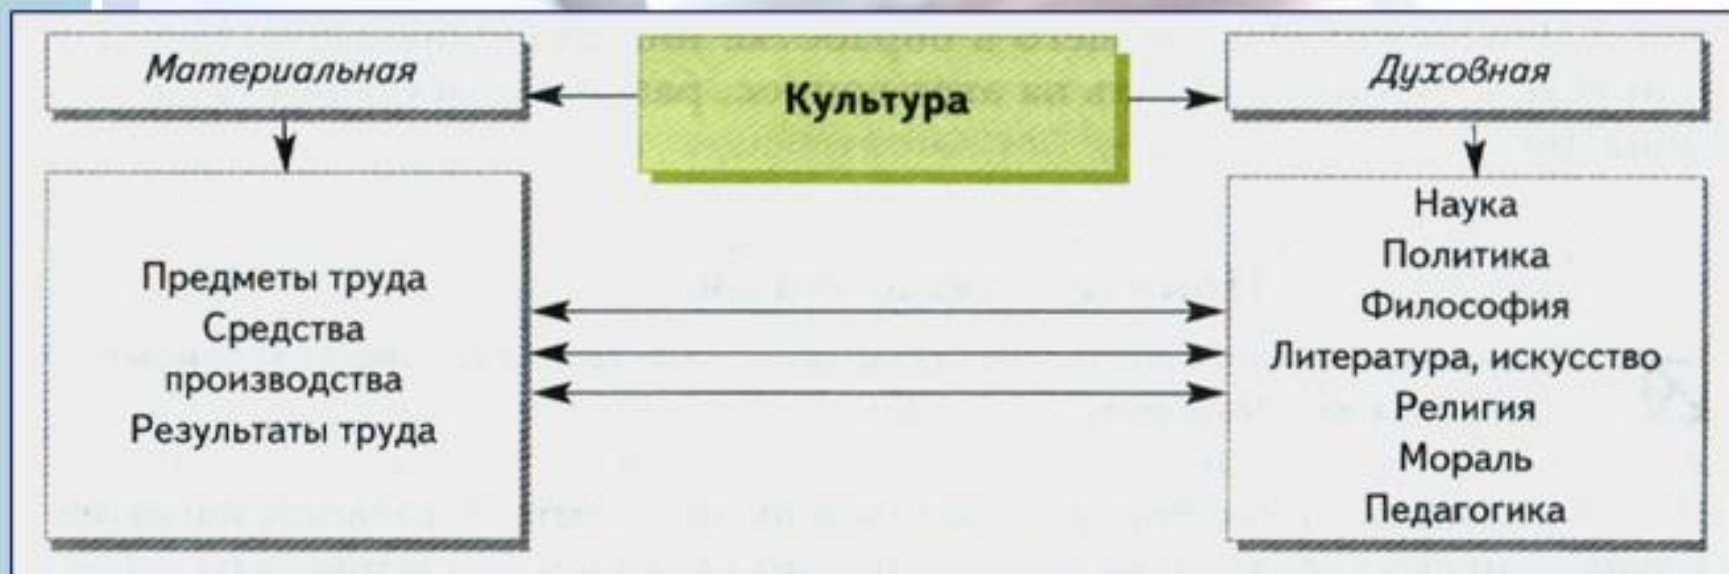 Культура
Материальная
Предметы труда
Средства
производства
Результаты труда
Духовная
Наука
Политика
Философия
Литература, искусство
Религия
Мораль
Педагогика